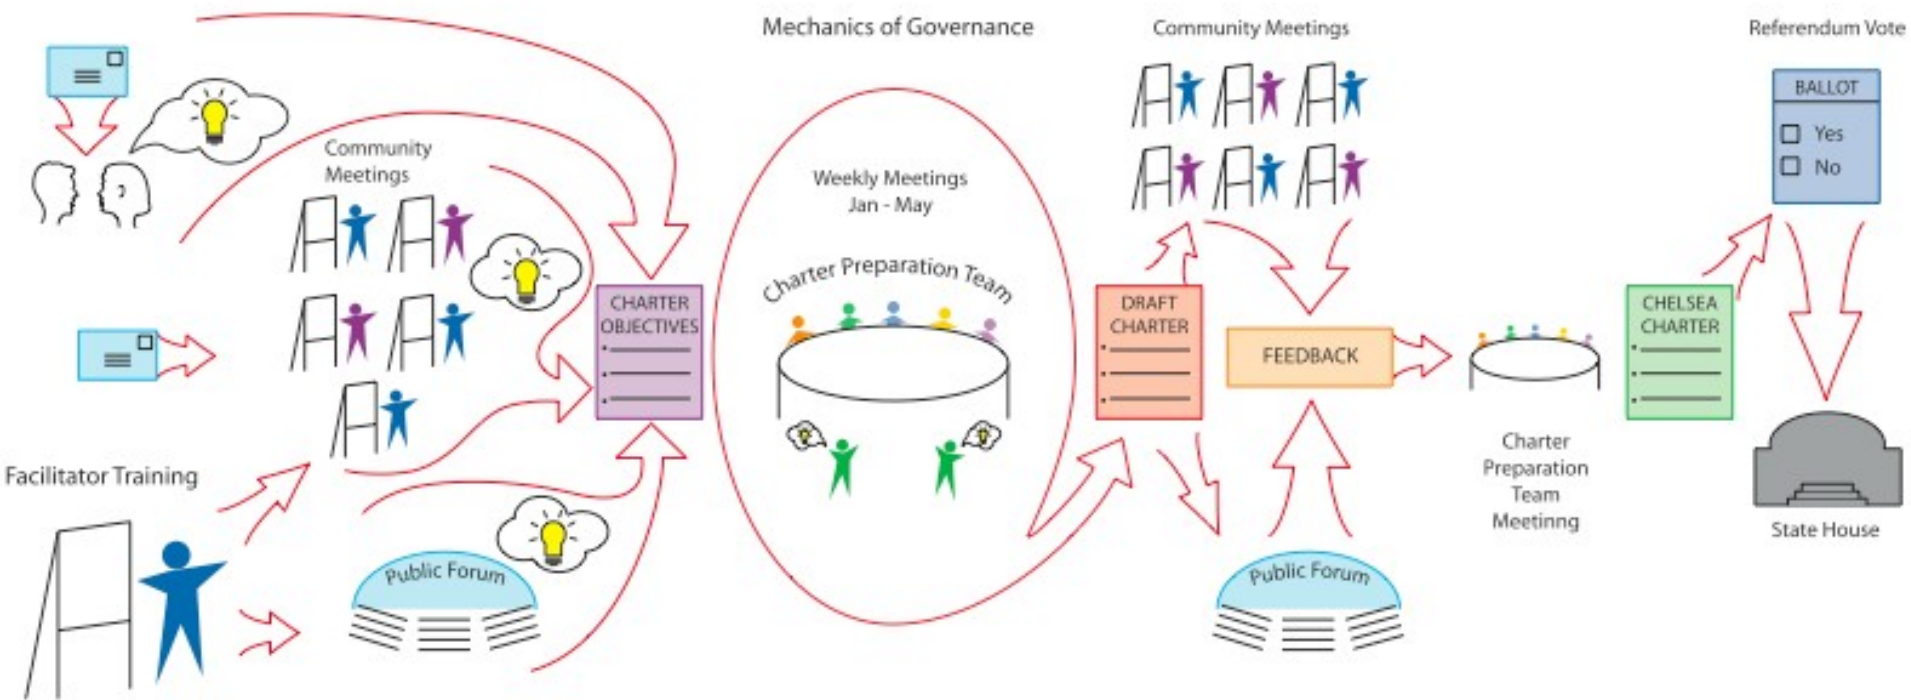 Mechanics of Governance
Community Meetings
Referendum Vote
BALLOT
Yes
No
Community
Meetings
Weekly Meetings
Jan - May
Charter Preparation Team
CHARTER
OBJECTIVES
DRAFT
CHARTER
FEEDBACK
CHELSEA
CHARTER
Charter
Preparation
Team
Meetinng
State House
Facilitator Training
Public Forum
Public Forum